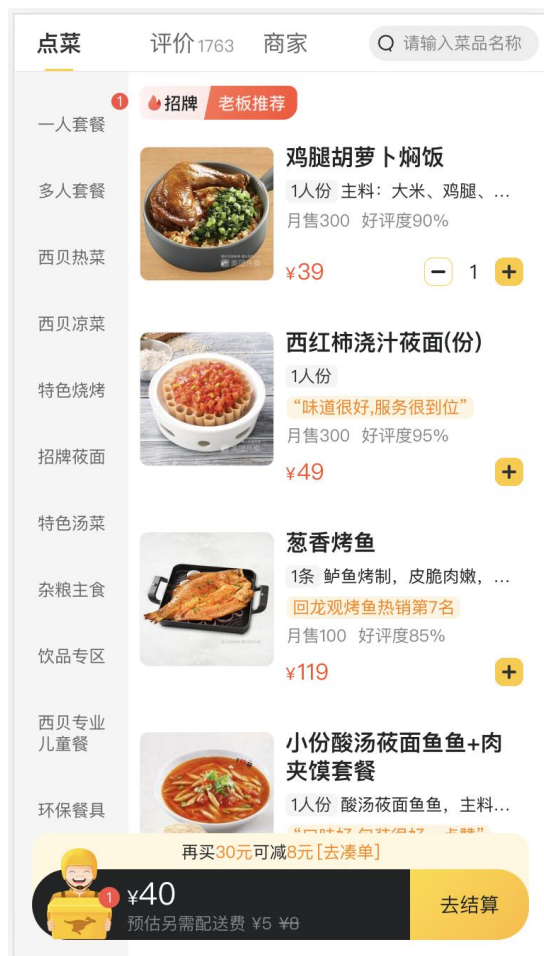 点菜
评价1763
商家
请输入菜品名称
1
一人套餐
多人套餐
西贝热菜
西贝凉菜
特色烧烤
招牌莜面
特色汤菜
杂粮主食
饮品专区
西贝专业
儿童餐
环保餐具
招牌 老板推荐
鸡腿胡萝卜焖饭
1人份 主料：大米、鸡腿、...
月售300 好评度90%
¥39
1
美团外卖
西红柿浇汁莜面(份)
1人份
“味道很好,服务很到位”
月售300 好评度95%
¥49
美团外卖
葱香烤鱼
1条 鲈鱼烤制，皮脆肉嫩，...
回龙观烤鱼热销第7名
月售100 好评度85%
¥119
小份酸汤莜面鱼鱼+肉
夹馍套餐
1人份 酸汤莜面鱼鱼，主料...
再买30元可减8元[去凑单]
1
¥40
预估另需配送费 ¥5 ¥8
去结算